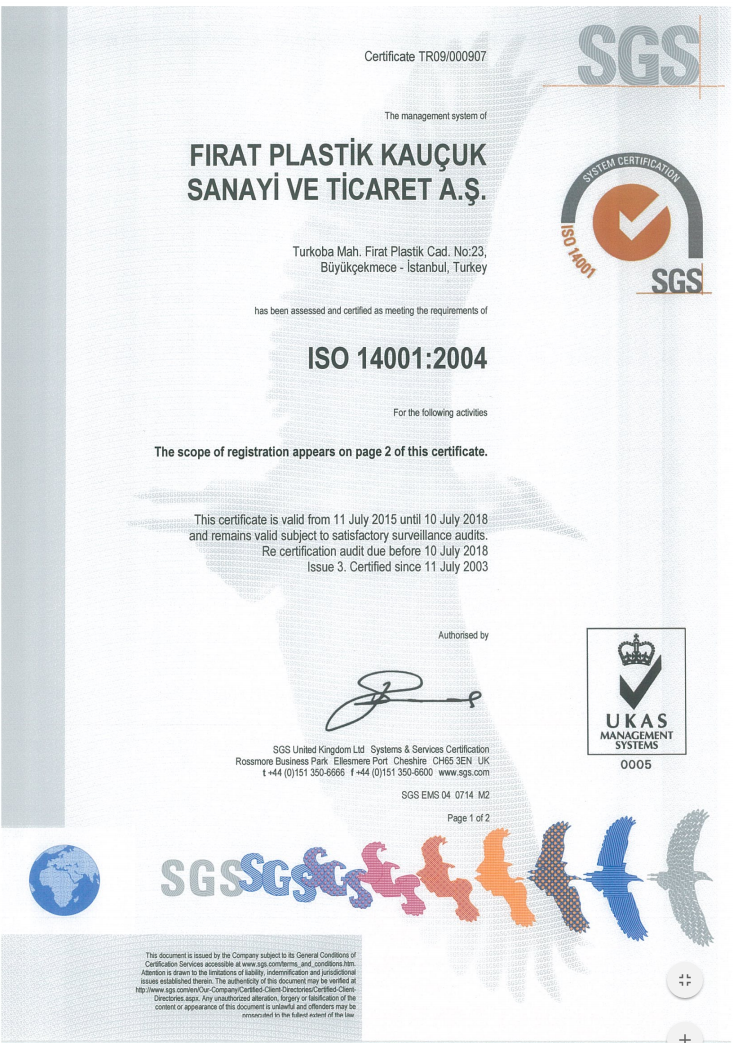 SGS
Certificate TR09/000907
The management system of
FIRAT PLASTİK KAUÇUK
SANAYİ VE TİCARET A.Ş.
SYSTEM CERTIFICATION
ISO 14001
SGS
Turkoba Mah. Firat Plastik Cad. No:23,
Büyükçekmece - İstanbul, Turkey
has been assessed and certified as meeting the requirements of
ISO 14001:2004
For the following activities
The scope of registration appears on page 2 of this certificate.
This certificate is valid from 11 July 2015 until 10 July 2018
and remains valid subject to satisfactory surveillance audits.
Re certification audit due before 10 July 2018
Issue 3. Certified since 11 July 2003
Authorised by
SGS United Kingdom Ltd Systems & Services Certification
Rossmore Business Park Ellesmere Port Cheshire CH65 3EN UK
t +44 (0)151 350-6666 f +44 (0)151 350-6600 www.sgs.com
SGS EMS 04 0714 M2
Page 1 of 2
UKAS
MANAGEMENT
SYSTEMS
0005
SGS SGS SGS
This document is issued by the Company subject to its General Conditions of
Certification Services accessible at www.sgs.com/terms_and_conditions.htm.
Attention is drawn to the limitations of liability, indemnification and jurisdictional
issues established therein. The authenticity of this document may be verified at
http://www.sgs.com/en/Our-Company/Certified-Client-Directories/Certified-Client-
Directories.aspx. Any unauthorized alteration, forgery or falsification of the
content or appearance of this document is unlawful and offenders may be
prosecuted to the fullest extent of the law.